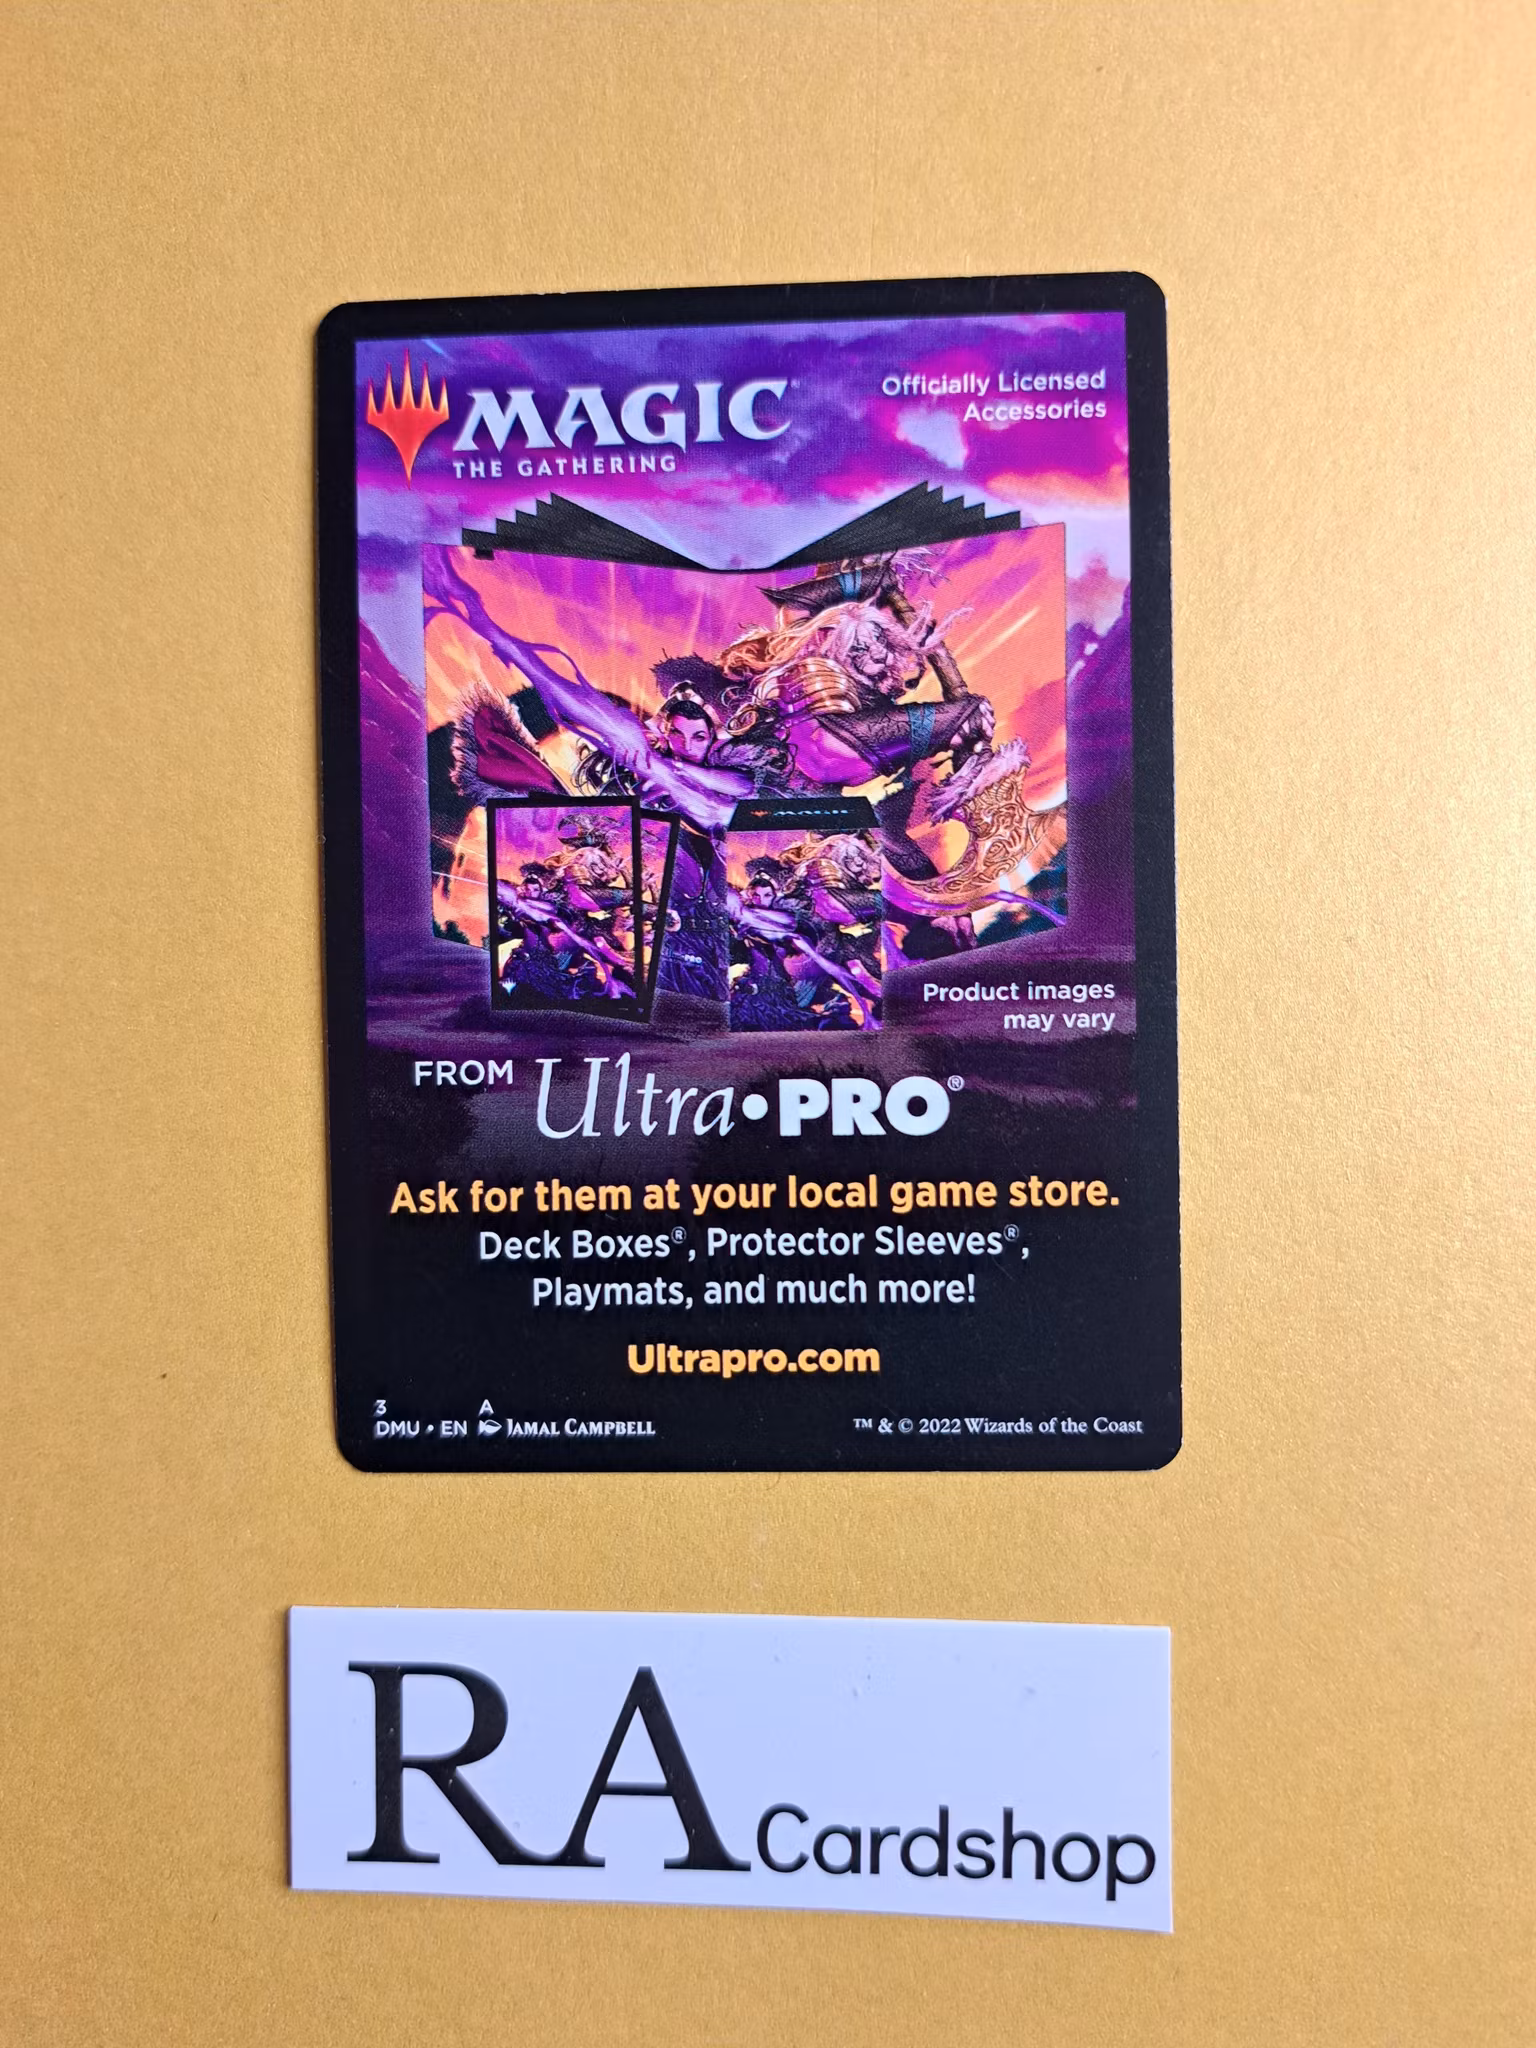 MAGIC
THE GATHERING
Officially Licensed
Accessories
MAGIC
PRO
Product images
may vary
FROM Ultra•PRO®
Ask for them at your local game store.
Deck Boxes®, Protector Sleeves®,
Playmats, and much more!
Ultrapro.com
3 A
DMU • EN JAMAL CAMPBELL
™ & © 2022 Wizards of the Coast
RA Cardshop